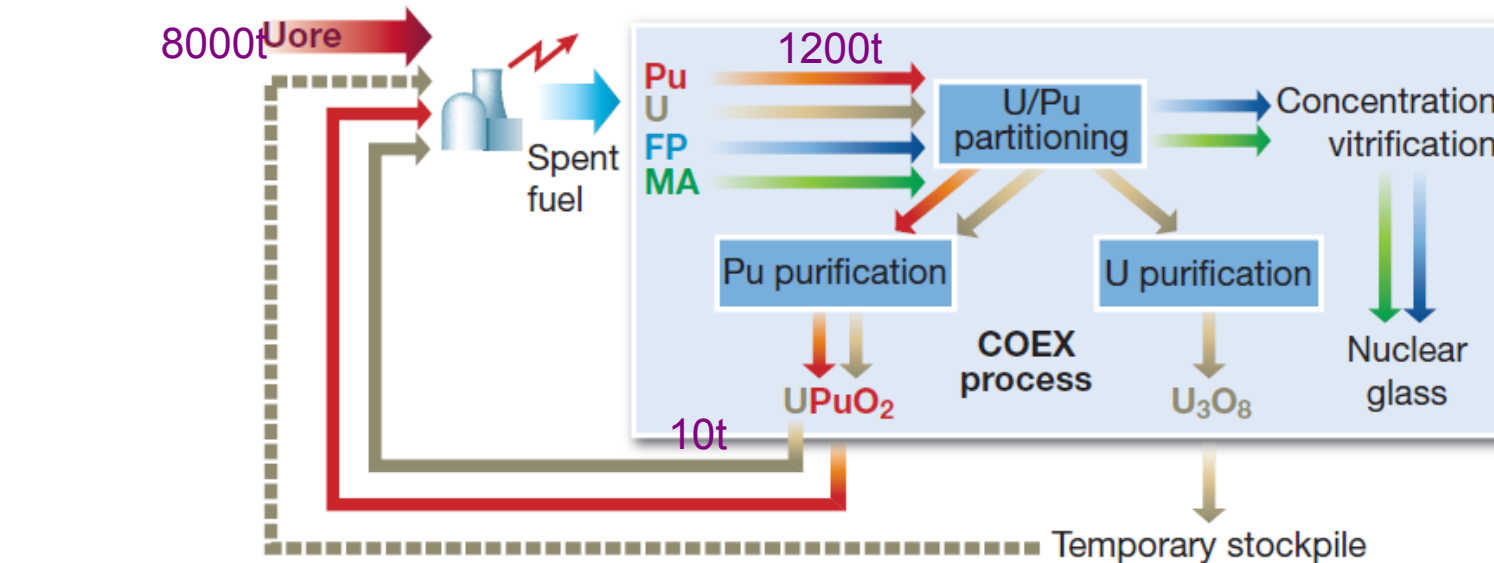 8000t
Uore
1200t
Pu
U
FP
MA
Spent
fuel
U/Pu
partitioning
Concentration
vitrification
Pu purification
U purification
COEX
process
UPuO₂
U₃O₈
Nuclear
glass
10t
Temporary stockpile